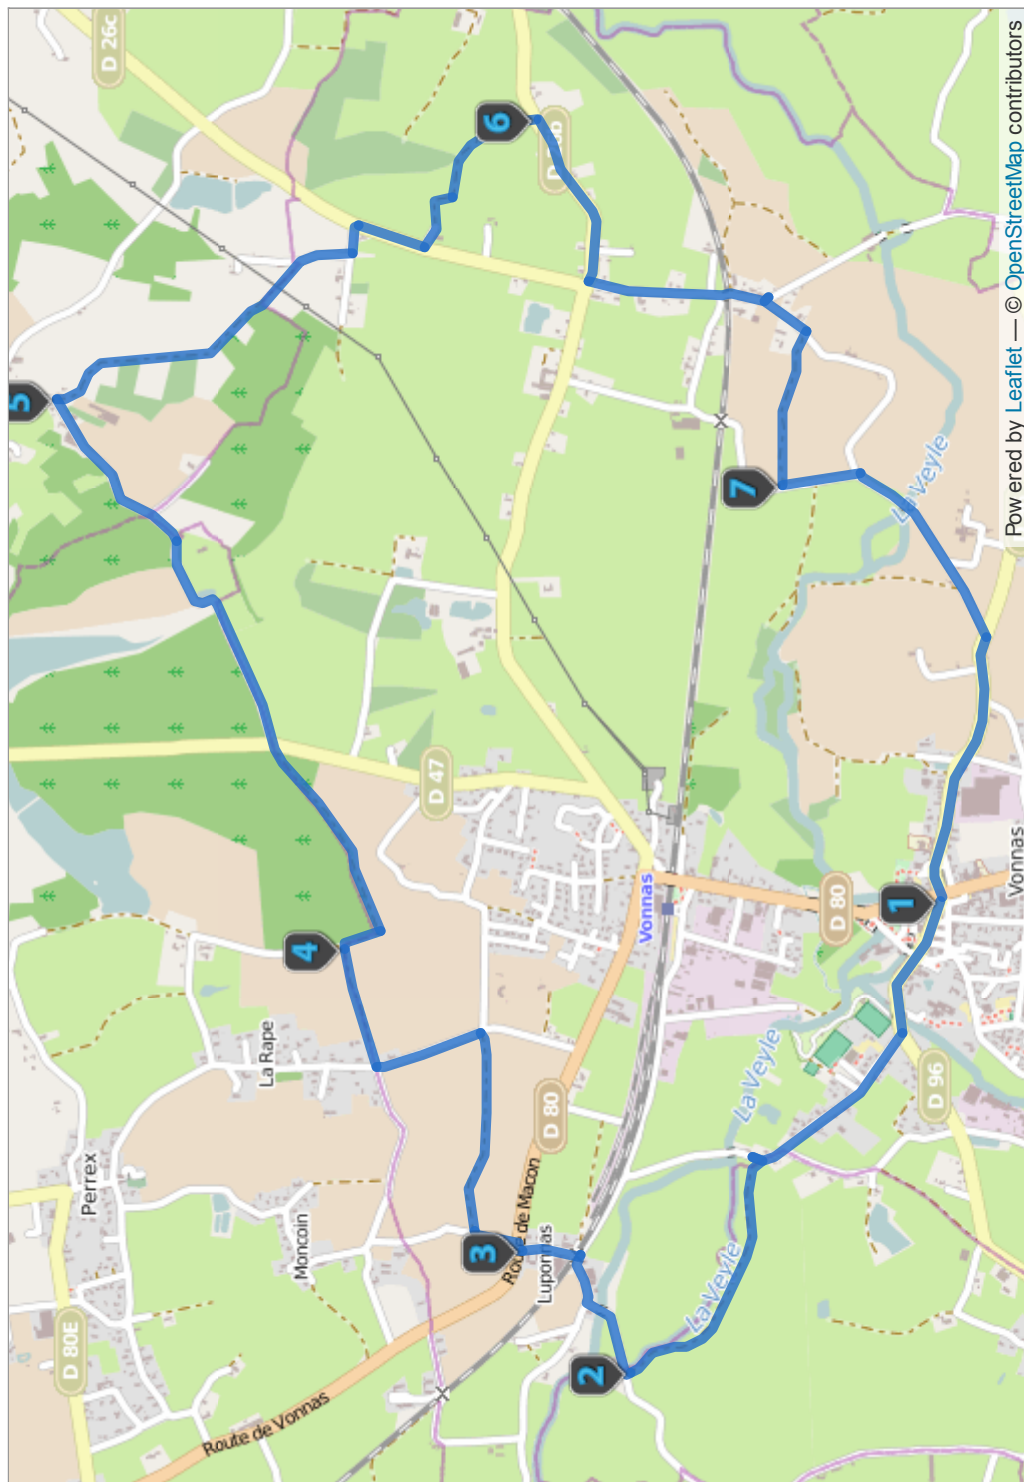 D 26c
6
5
7
D 47
Vonnas
D 80
1
Vonnas
4
La Rape
La Veyle
La Veyle
D 96
D 80
Perrex
Moncoin
3
Route de Macon
Luponnas
La Veyle
2
D 80E
Route de Vonnas
Powered by Leaflet — © OpenStreetMap contributors